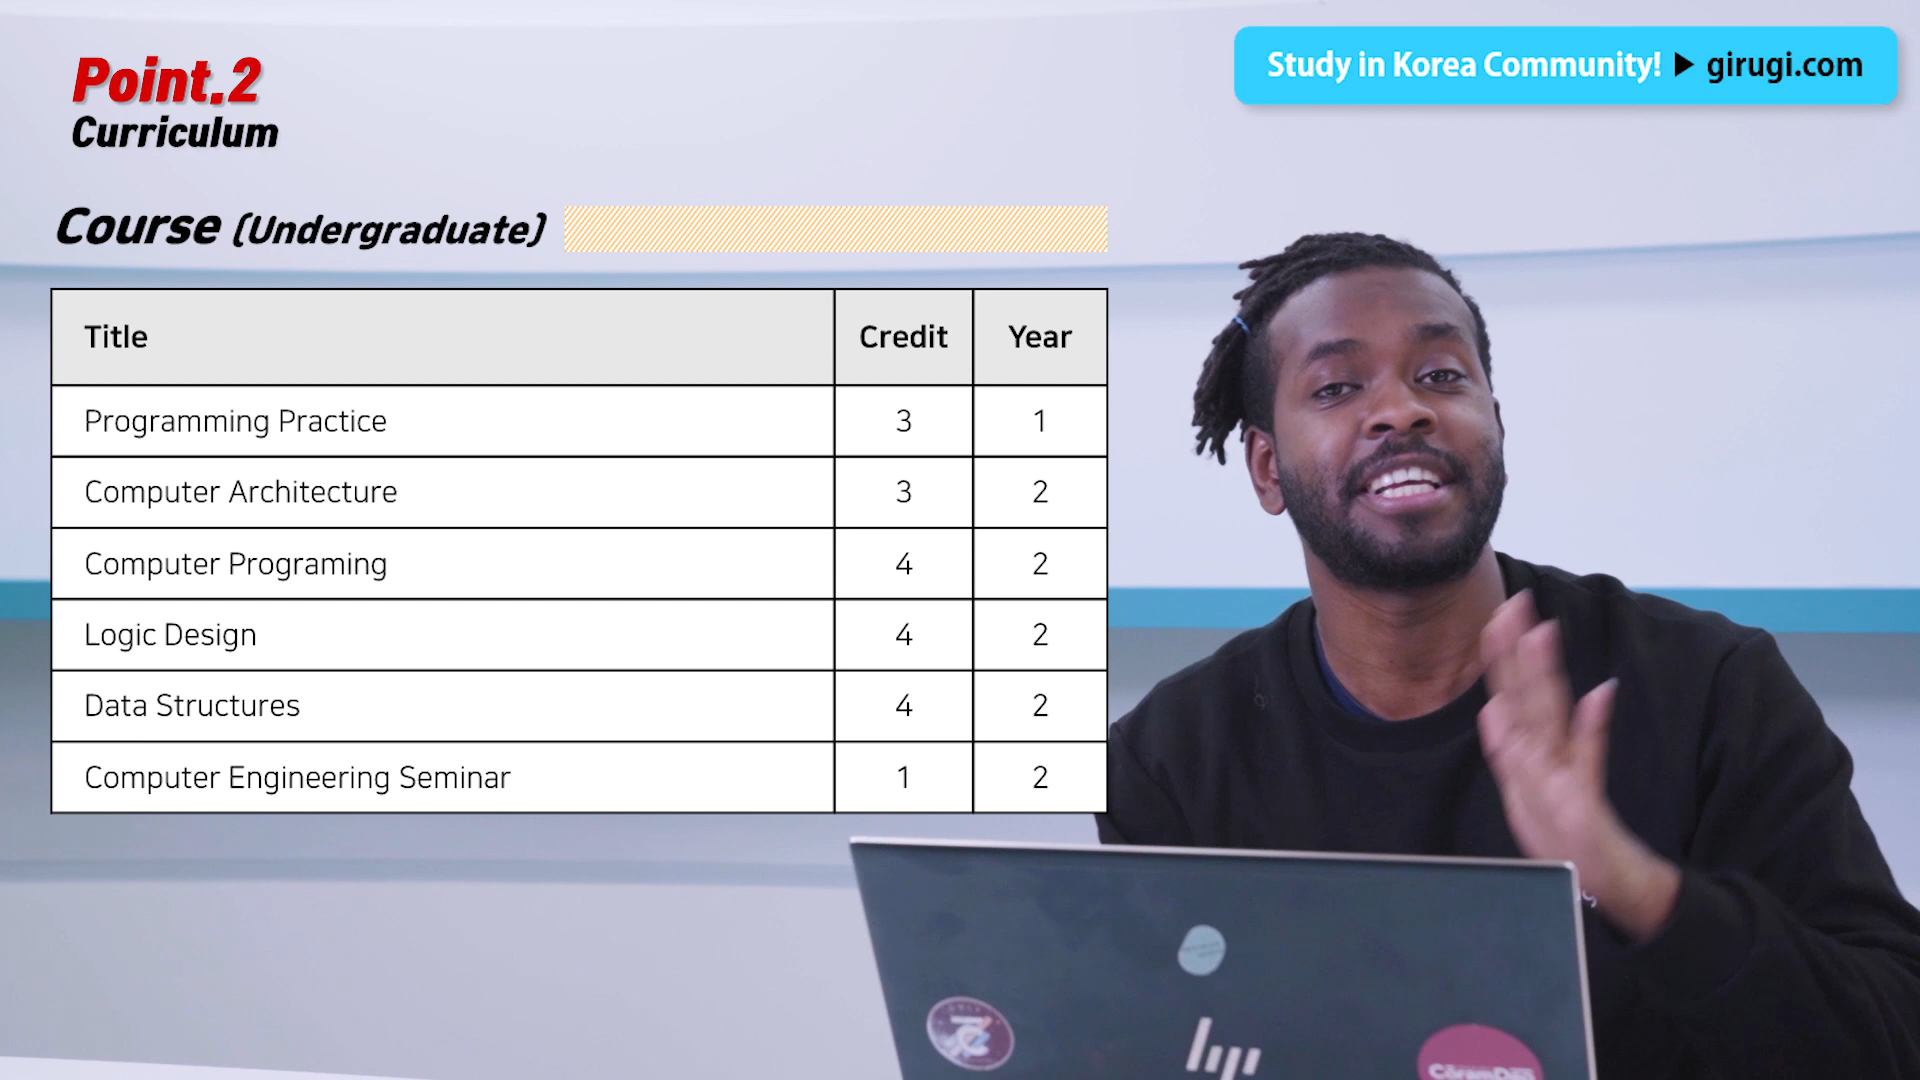 Point.2
Curriculum
Study in Korea Community! ▶ girugi.com
Course (Undergraduate)
Title Credit Year
Programming Practice 3 1
Computer Architecture 3 2
Computer Programing 4 2
Logic Design 4 2
Data Structures 4 2
Computer Engineering Seminar 1 2
hp